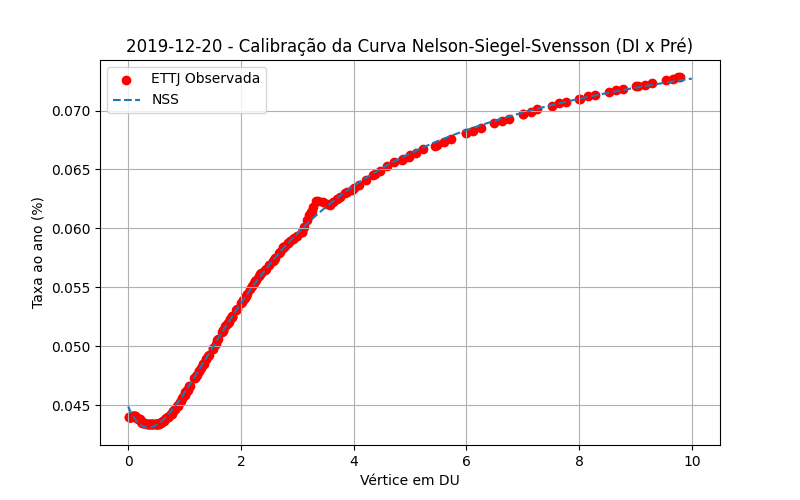 2019-12-20 - Calibração da Curva Nelson-Siegel-Svensson (DI x Pré)
ETTJ Observada
NSS
Taxa ao ano (%)
0.070
0.065
0.060
0.055
0.050
0.045
0 2 4 6 8 10
Vértice em DU